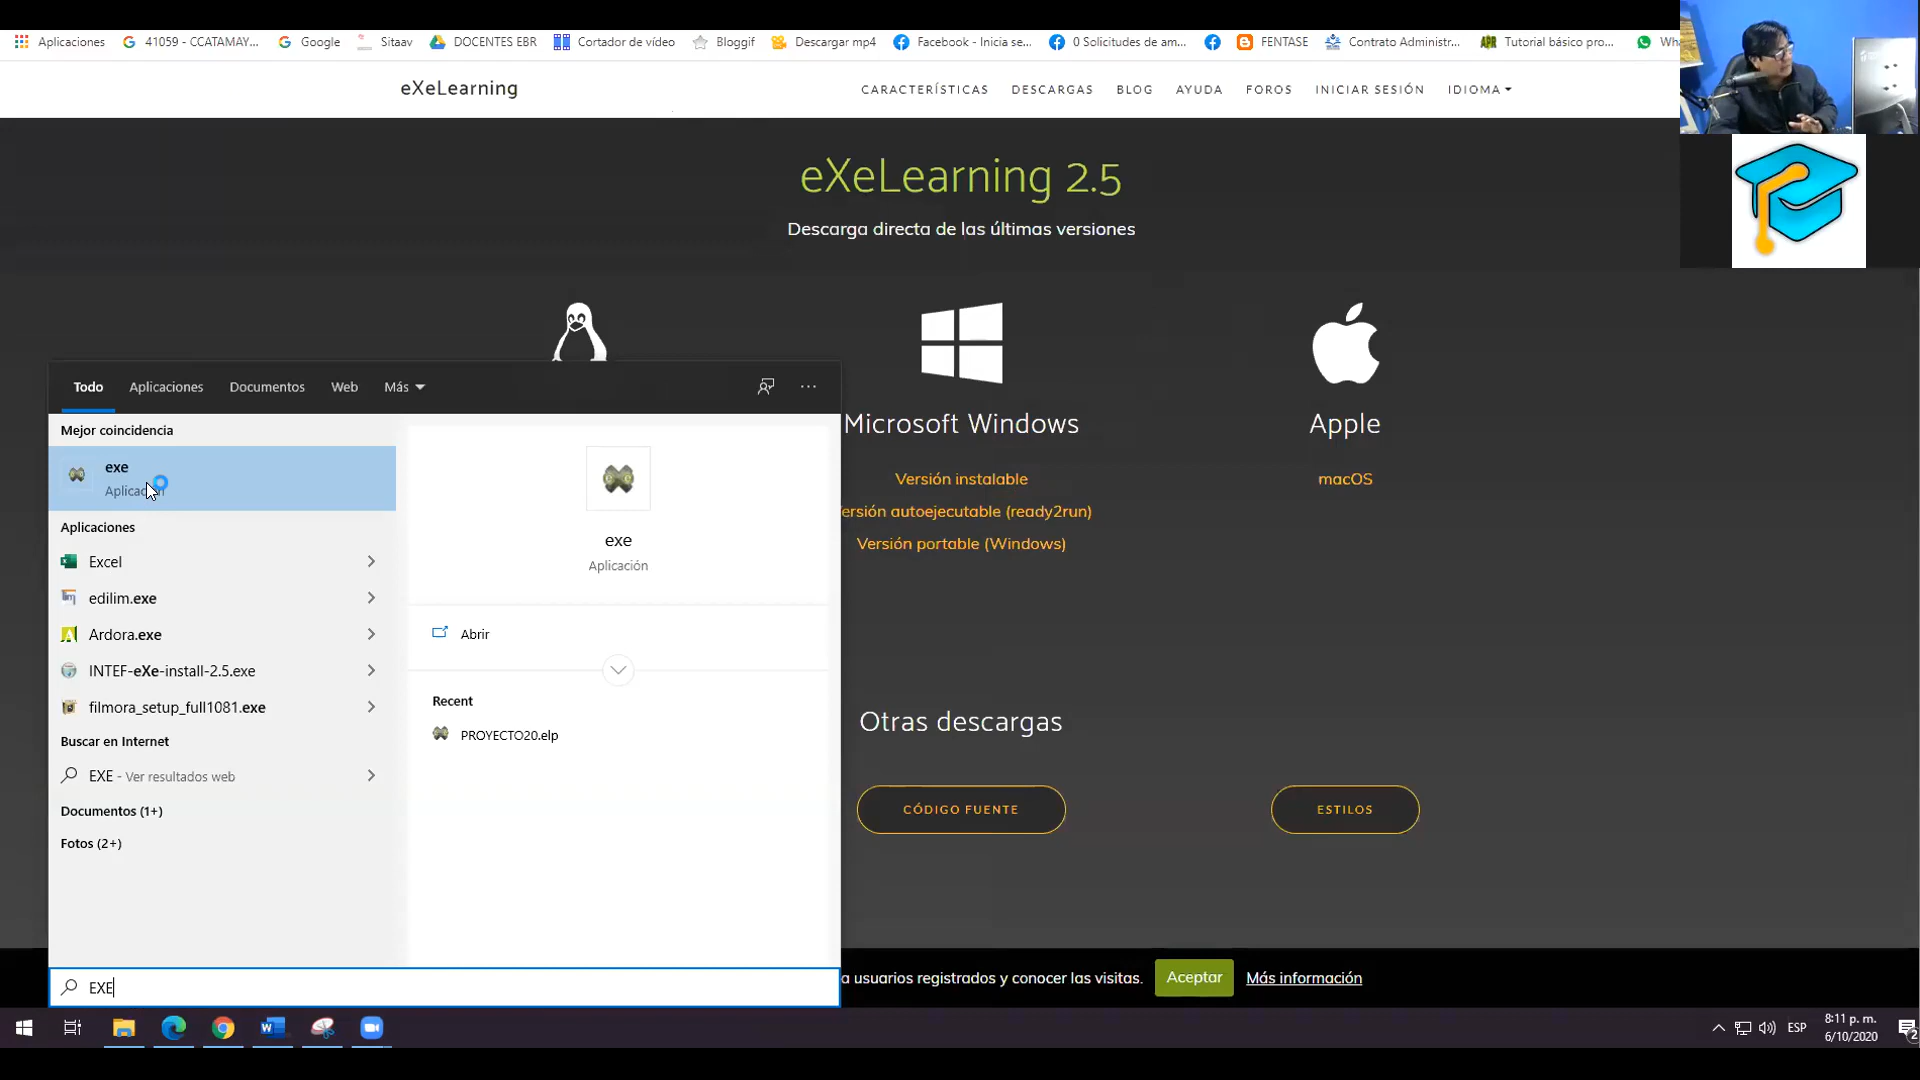 Aplicaciones
41059 - CCATAMAY...
Google
Sitaav
DOCENTES EBR
Cortador de vídeo
Bloggif
Descargar mp4
Facebook - Inicia se...
0 Solicitudes de am...
FENTASE
Contrato Administr...
Tutorial básico pro...
Wha
eXeLearning
CARACTERÍSTICAS
DESCARGAS
BLOG
AYUDA
FOROS
INICIAR SESIÓN
IDIOMA
eXeLearning 2.5
Descarga directa de las últimas versiones
Microsoft Windows
Apple
Versión instalable
macOS
ersión autoejecutable (ready2run)
Versión portable (Windows)
Otras descargas
CÓDIGO FUENTE
ESTILOS
Todo
Aplicaciones
Documentos
Web
Más
Mejor coincidencia
exe
Aplicación
Aplicaciones
Excel
edilim.exe
Ardora.exe
INTEF-eXe-install-2.5.exe
filmora_setup_full1081.exe
Buscar en Internet
EXE - Ver resultados web
Documentos (1+)
Fotos (2+)
exe
Aplicación
Abrir
Recent
PROYECTO20.elp
EXE
a usuarios registrados y conocer las visitas.
Aceptar
Más información
ESP
8:11 p. m.
6/10/2020
2